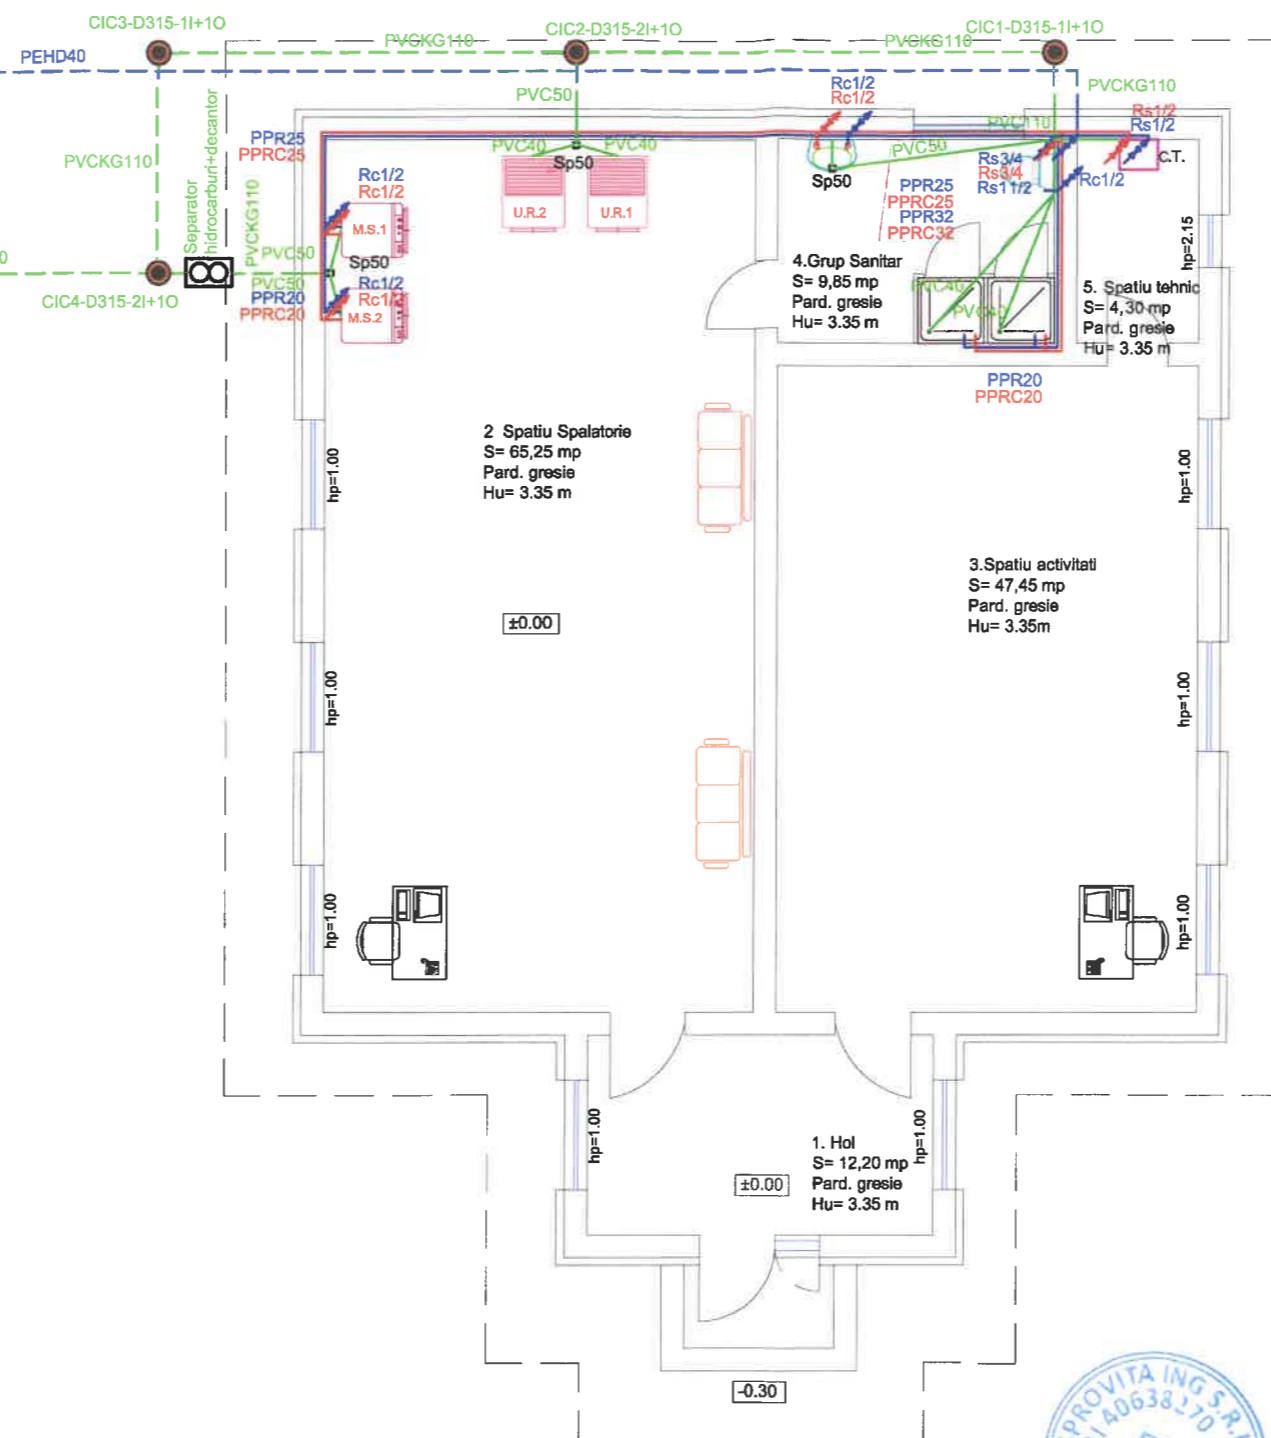 CIC3-D315-1I+1O
CIC2-D315-2I+1O
CIC1-D315-1I+1O
PVCKG110
PVCKG110
PEHD40
PVC50
PVCKG110
Rc1/2
Rc1/2
Rs1/2
Rs1/2
PVC110
PPR25
PPRC25
PVCKG110
PVC40
PVC40
Sp50
PVC50
Sp50
C.T.
Rs3/4
Rs3/4
Rs11/2
Rc1/2
Separator
hidrocarburi+decantor
PVCKG110
Rc1/2
Rc1/2
M.S.1
U.R.2
U.R.1
PPR25
PPRC25
PPR32
PPRC32
hp=2.15
PVC50
Sp50
PVC50
PPR20
PPRC20
Rc1/2
Rc1/2
M.S.2
0
CIC4-D315-2I+1O
4.Grup Sanitar
S= 9,85 mp
Pard. gresie
Hu= 3.35 m
PVC40
PVC40
5. Spatiu tehnic
S= 4,30 mp
Pard. gresie
Hu= 3.35 m
PPR20
PPRC20
2 Spatiu Spalatorie
S= 65,25 mp
Pard. gresie
Hu= 3.35 m
hp=1.00
hp=1.00
3.Spatiu activitati
S= 47,45 mp
Pard. gresie
Hu= 3.35m
±0.00
hp=1.00
hp=1.00
hp=1.00
hp=1.00
hp=1.00
hp=1.00
1. Hol
S= 12,20 mp
Pard. gresie
Hu= 3.35 m
±0.00
-0.30
PROVITA ING S.R.